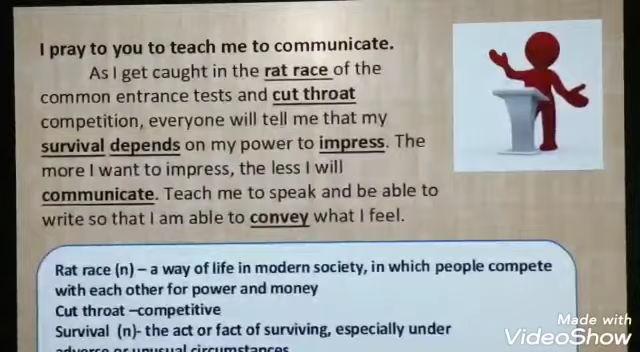 I pray to you to teach me to communicate.
As I get caught in the rat race of the
common entrance tests and cut throat
competition, everyone will tell me that my
survival depends on my power to impress. The
more I want to impress, the less I will
communicate. Teach me to speak and be able to
write so that I am able to convey what I feel.
Rat race (n) – a way of life in modern society, in which people compete
with each other for power and money
Cut throat –competitive
Survival (n)- the act or fact of surviving, especially under
adverse or unusual circumstances
Made with
VideoShow